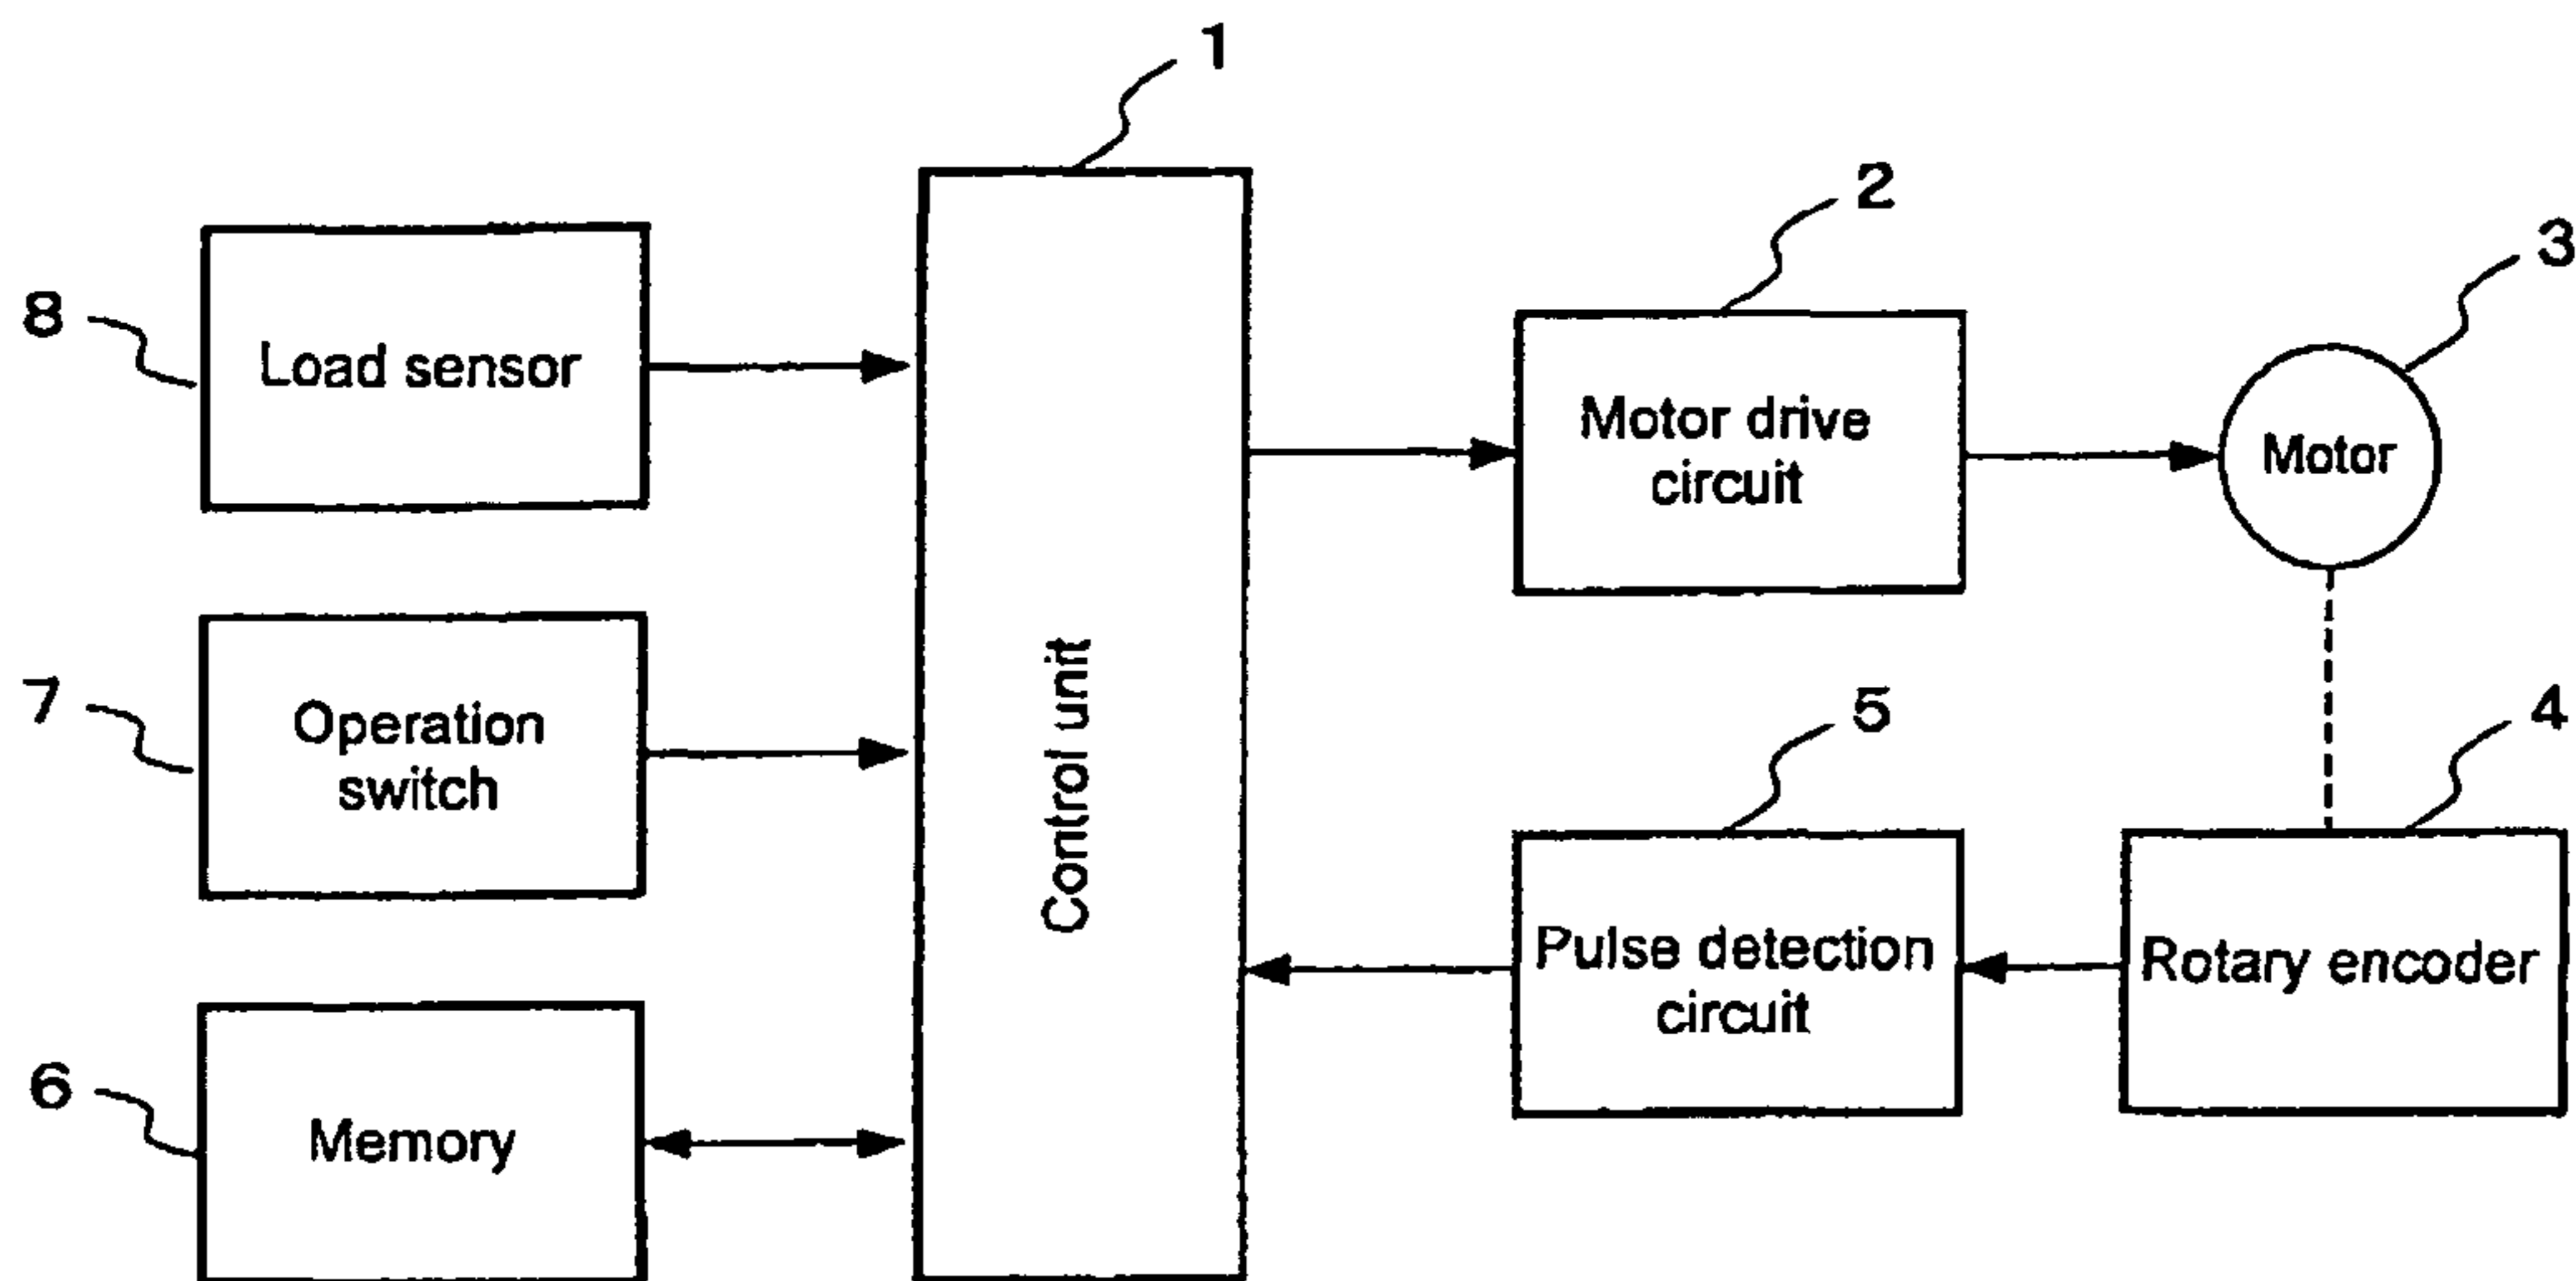 1
2
3
8
Load sensor
Motor drive
circuit
Motor
7
Operation
switch
Control unit
5
4
Pulse detection
circuit
Rotary encoder
6
Memory